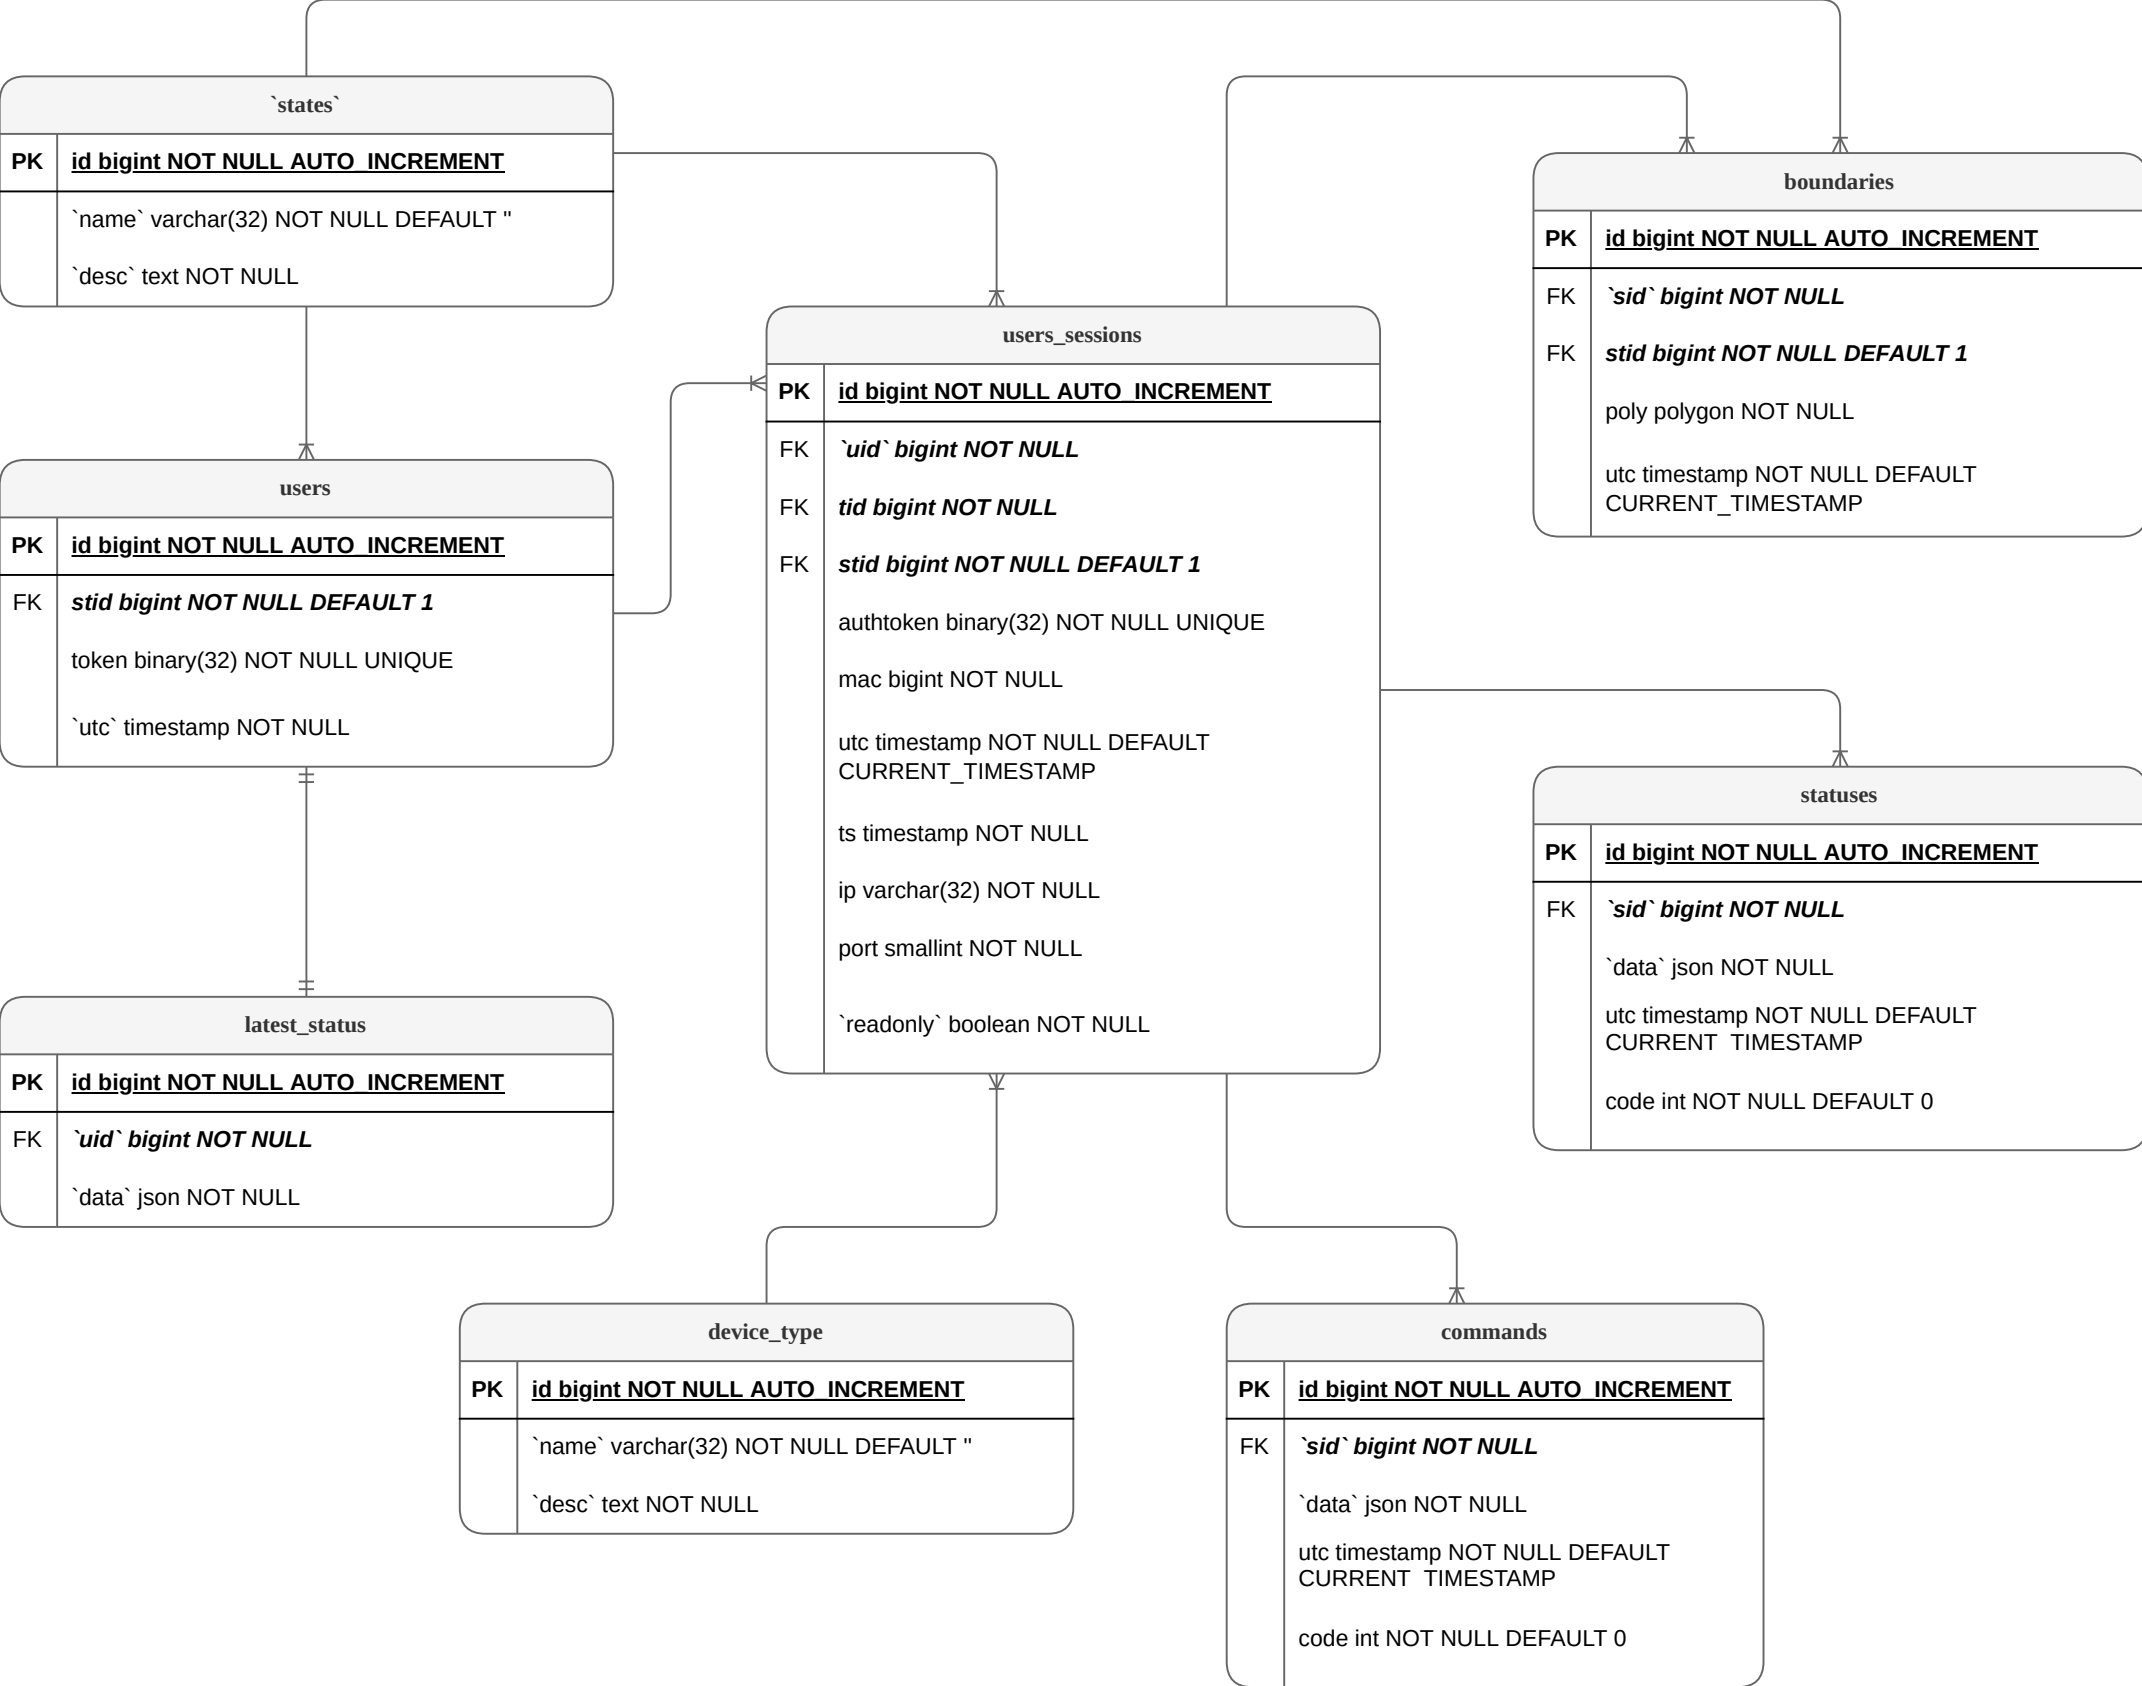 `states`
PK id bigint NOT NULL AUTO_INCREMENT
`name` varchar(32) NOT NULL DEFAULT ''
`desc` text NOT NULL
boundaries
PK id bigint NOT NULL AUTO_INCREMENT
FK `sid` bigint NOT NULL
FK stid bigint NOT NULL DEFAULT 1
poly polygon NOT NULL
utc timestamp NOT NULL DEFAULT
CURRENT_TIMESTAMP
users_sessions
PK id bigint NOT NULL AUTO_INCREMENT
FK `uid` bigint NOT NULL
FK tid bigint NOT NULL
FK stid bigint NOT NULL DEFAULT 1
authtoken binary(32) NOT NULL UNIQUE
mac bigint NOT NULL
utc timestamp NOT NULL DEFAULT
CURRENT_TIMESTAMP
ts timestamp NOT NULL
ip varchar(32) NOT NULL
port smallint NOT NULL
`readonly` boolean NOT NULL
users
PK id bigint NOT NULL AUTO_INCREMENT
FK stid bigint NOT NULL DEFAULT 1
token binary(32) NOT NULL UNIQUE
`utc` timestamp NOT NULL
statuses
PK id bigint NOT NULL AUTO_INCREMENT
FK `sid` bigint NOT NULL
`data` json NOT NULL
utc timestamp NOT NULL DEFAULT
CURRENT_TIMESTAMP
code int NOT NULL DEFAULT 0
latest_status
PK id bigint NOT NULL AUTO_INCREMENT
FK `uid` bigint NOT NULL
`data` json NOT NULL
device_type
PK id bigint NOT NULL AUTO_INCREMENT
`name` varchar(32) NOT NULL DEFAULT ''
`desc` text NOT NULL
commands
PK id bigint NOT NULL AUTO_INCREMENT
FK `sid` bigint NOT NULL
`data` json NOT NULL
utc timestamp NOT NULL DEFAULT
CURRENT_TIMESTAMP
code int NOT NULL DEFAULT 0